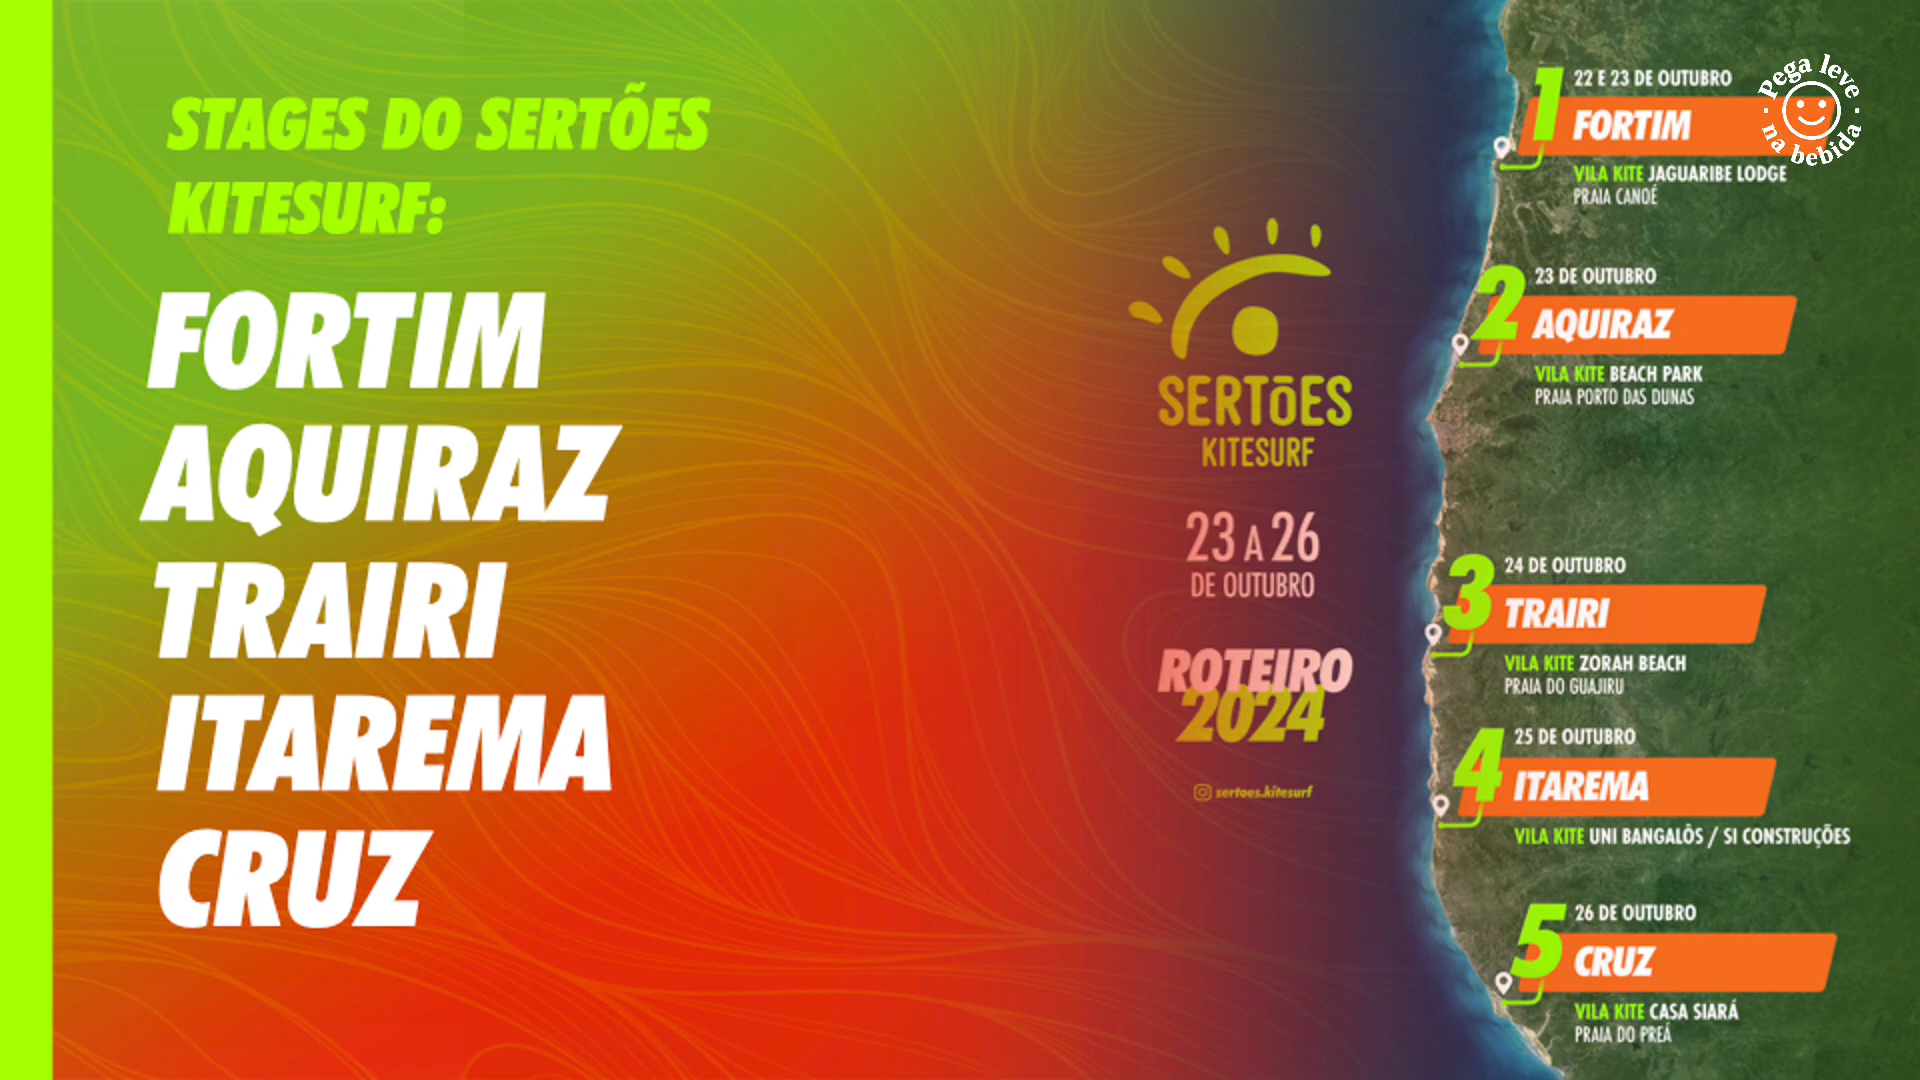 STAGES DO SERTÕES
KITESURF:
FORTIM
AQUIRAZ
TRAIRI
ITAREMA
CRUZ
SERTÕES
KITESURF
23 A 26
DE OUTUBRO
ROTEIRO
2024
sertoes.kitesurf
1
22 E 23 DE OUTUBRO
FORTIM
VILA KITE JAGUARIBE LODGE
PRAIA CANOÉ
Pega leve
na bebida
2
23 DE OUTUBRO
AQUIRAZ
VILA KITE BEACH PARK
PRAIA PORTO DAS DUNAS
3
24 DE OUTUBRO
TRAIRI
VILA KITE ZORAH BEACH
PRAIA DO GUAJIRU
4
25 DE OUTUBRO
ITAREMA
VILA KITE UNI BANGALÔS / SI CONSTRUÇÕES
5
26 DE OUTUBRO
CRUZ
VILA KITE CASA SIARÁ
PRAIA DO PREÁ